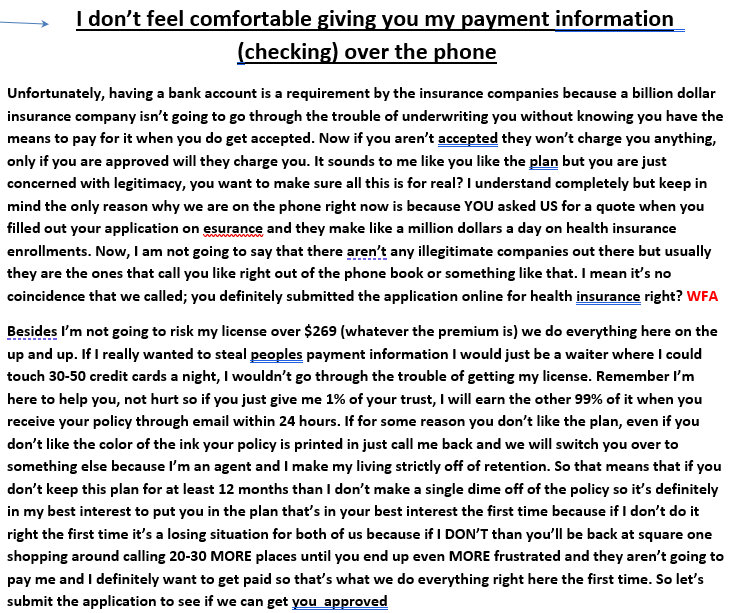 I don’t feel comfortable giving you my payment information
(checking) over the phone
Unfortunately, having a bank account is a requirement by the insurance companies because a billion dollar
insurance company isn’t going to go through the trouble of underwriting you without knowing you have the
means to pay for it when you do get accepted. Now if you aren’t accepted they won’t charge you anything,
only if you are approved will they charge you. It sounds to me like you like the plan but you are just
concerned with legitimacy, you want to make sure all this is for real? I understand completely but keep in
mind the only reason why we are on the phone right now is because YOU asked US for a quote when you
filled out your application on esurance and they make like a million dollars a day on health insurance
enrollments. Now, I am not going to say that there aren’t any illegitimate companies out there but usually
they are the ones that call you like right out of the phone book or something like that. I mean it’s no
coincidence that we called; you definitely submitted the application online for health insurance right? WFA
Besides I’m not going to risk my license over $269 (whatever the premium is) we do everything here on the
up and up. If I really wanted to steal peoples payment information I would just be a waiter where I could
touch 30-50 credit cards a night, I wouldn’t go through the trouble of getting my license. Remember I’m
here to help you, not hurt so if you just give me 1% of your trust, I will earn the other 99% of it when you
receive your policy through email within 24 hours. If for some reason you don’t like the plan, even if you
don’t like the color of the ink your policy is printed in just call me back and we will switch you over to
something else because I’m an agent and I make my living strictly off of retention. So that means that if you
don’t keep this plan for at least 12 months than I don’t make a single dime off of the policy so it’s definitely
in my best interest to put you in the plan that’s in your best interest the first time because if I don’t do it
right the first time it’s a losing situation for both of us because if I DON’T than you’ll be back at square one
shopping around calling 20-30 MORE places until you end up even MORE frustrated and they aren’t going to
pay me and I definitely want to get paid so that’s what we do everything right here the first time. So let’s
submit the application to see if we can get you approved